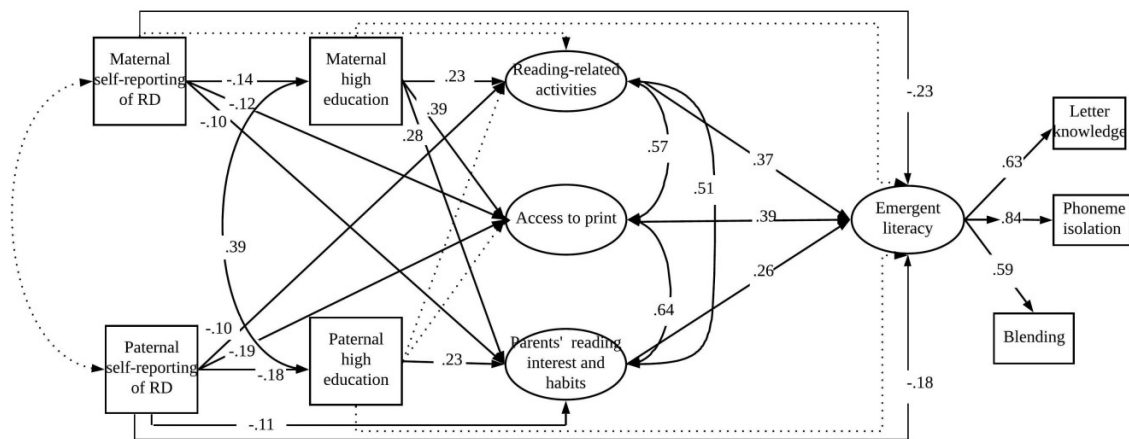 Maternal
self-reporting
of RD
Maternal
high
education
Reading-related
activities
Access to print
Parents' reading
interest and
habits
Paternal
self-reporting
of RD
Paternal
high
education
Emergent
literacy
Letter
knowledge
Phoneme
isolation
Blending
-.14
-.12
-.10
.23
.39
.28
.39
-.10
-.19
-.18
.23
-.11
.57
.51
.64
.37
.39
.26
-.23
-.18
.63
.84
.59